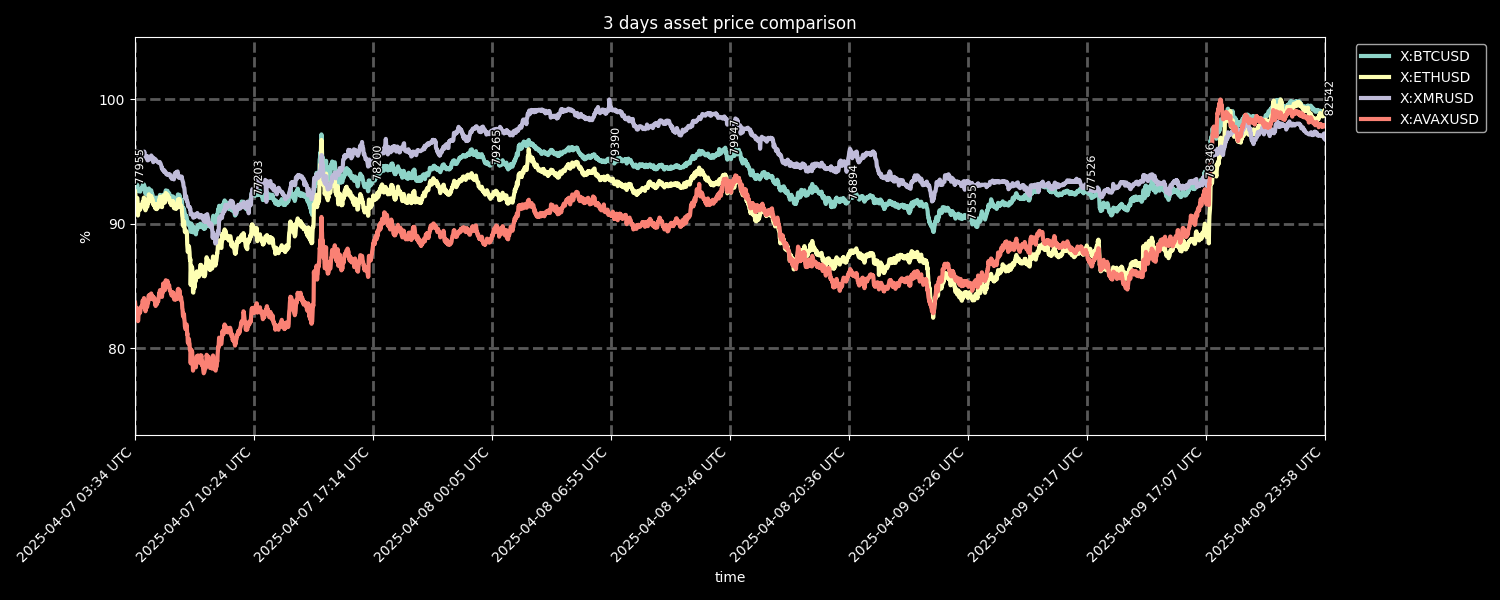 3 days asset price comparison
X:BTCUSD
X:ETHUSD
X:XMRUSD
X:AVAXUSD
%
100
90
80
77955
77203
78200
79265
79390
79947
76894
75555
77526
78346
82542
2025-04-07 03:34 UTC
2025-04-07 10:24 UTC
2025-04-07 17:14 UTC
2025-04-08 00:05 UTC
2025-04-08 06:55 UTC
2025-04-08 13:46 UTC
2025-04-08 20:36 UTC
2025-04-09 03:26 UTC
2025-04-09 10:17 UTC
2025-04-09 17:07 UTC
2025-04-09 23:58 UTC
time